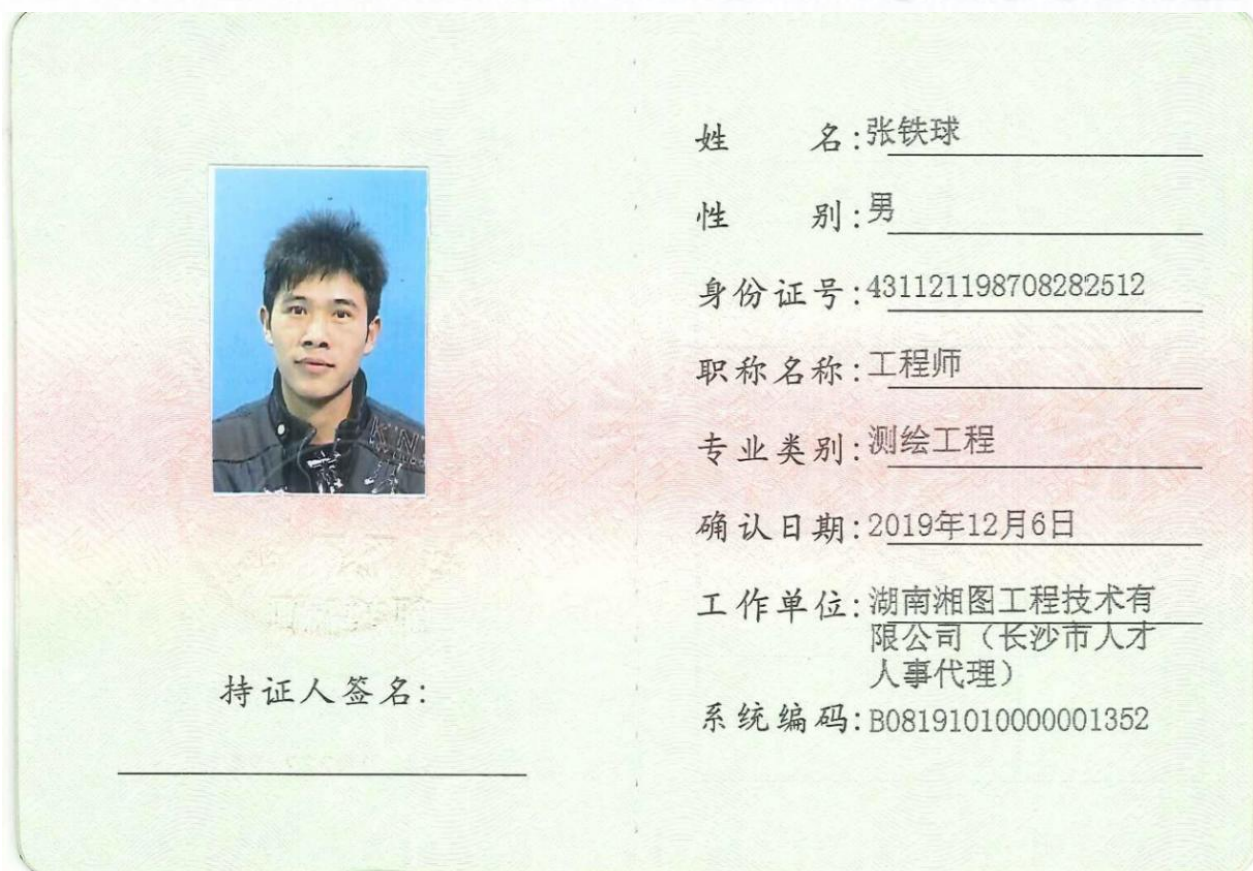 姓名:张铁球
性别:男
身份证号:431121198708282512
职称名称:工程师
专业类别:测绘工程
确认日期:2019年12月6日
工作单位:湖南湘图工程技术有
限公司（长沙市人才
人事代理）
系统编码:B08191010000001352
持证人签名: